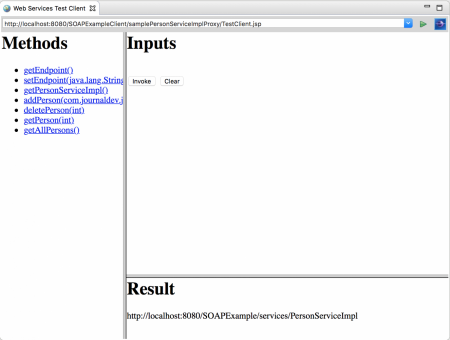 Web Services Test Client
http://localhost:8080/SOAPExampleClient/samplePersonServiceImplProxy/TestClient.jsp
Methods
getEndpoint()
setEndpoint(java.lang.String
getPersonServiceImpl()
addPerson(com.journaldev.j
deletePerson(int)
getPerson(int)
getAllPersons()
Inputs
Invoke Clear
Result
http://localhost:8080/SOAPExample/services/PersonServiceImpl